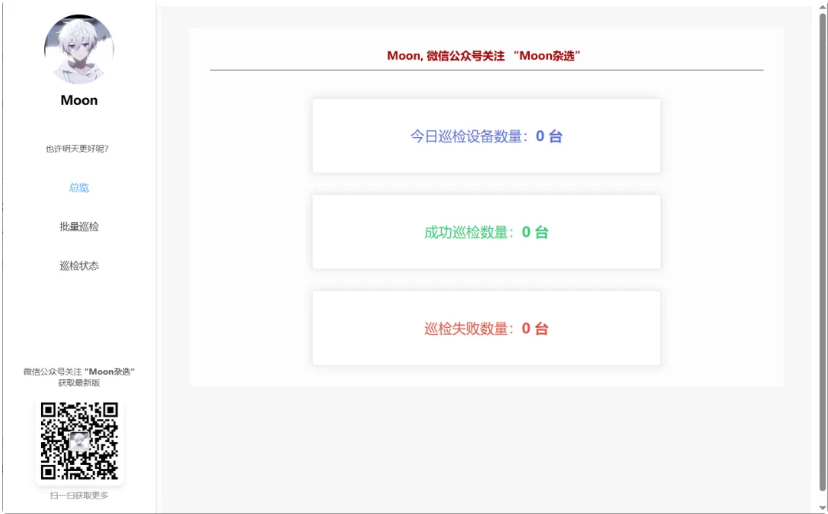 Moon
也许明天更好呢?
总览
批量巡检
巡检状态
微信公众号关注 "Moon杂选"
获取最新版
扫一扫获取更多
Moon, 微信公众号关注 “Moon杂选”
今日巡检设备数量：0 台
成功巡检数量：0 台
巡检失败数量：0 台